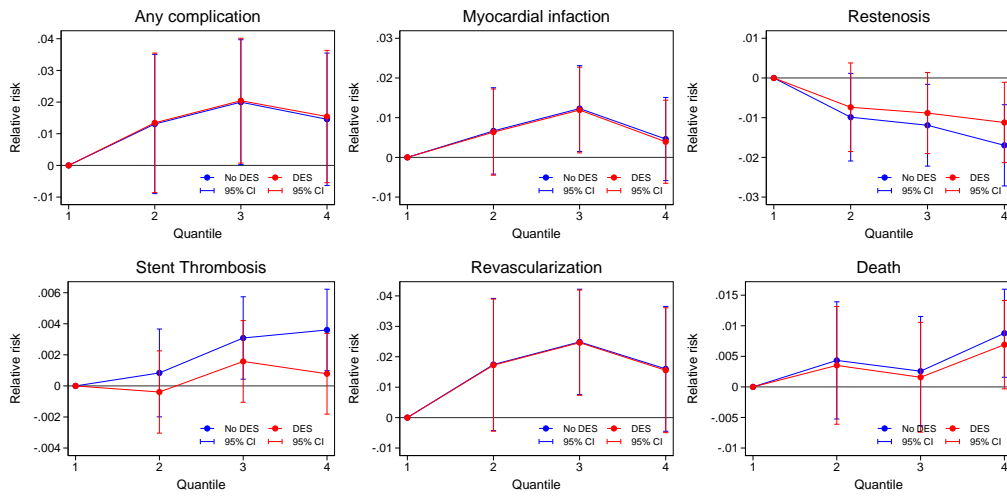 Any complication
Relative risk
.04
.03
.02
.01
0
-.01
No DES DES
95% CI 95% CI
1 2 3 4
Quantile
Myocardial infaction
Relative risk
.03
.02
.01
0
-.01
No DES DES
95% CI 95% CI
1 2 3 4
Quantile
Restenosis
Relative risk
.01
0
-.01
-.02
-.03
No DES DES
95% CI 95% CI
1 2 3 4
Quantile
Stent Thrombosis
Relative risk
.006
.004
.002
0
-.002
-.004
No DES DES
95% CI 95% CI
1 2 3 4
Quantile
Revascularization
Relative risk
.04
.03
.02
.01
0
-.01
No DES DES
95% CI 95% CI
1 2 3 4
Quantile
Death
Relative risk
.015
.01
.005
0
-.005
-.01
No DES DES
95% CI 95% CI
1 2 3 4
Quantile